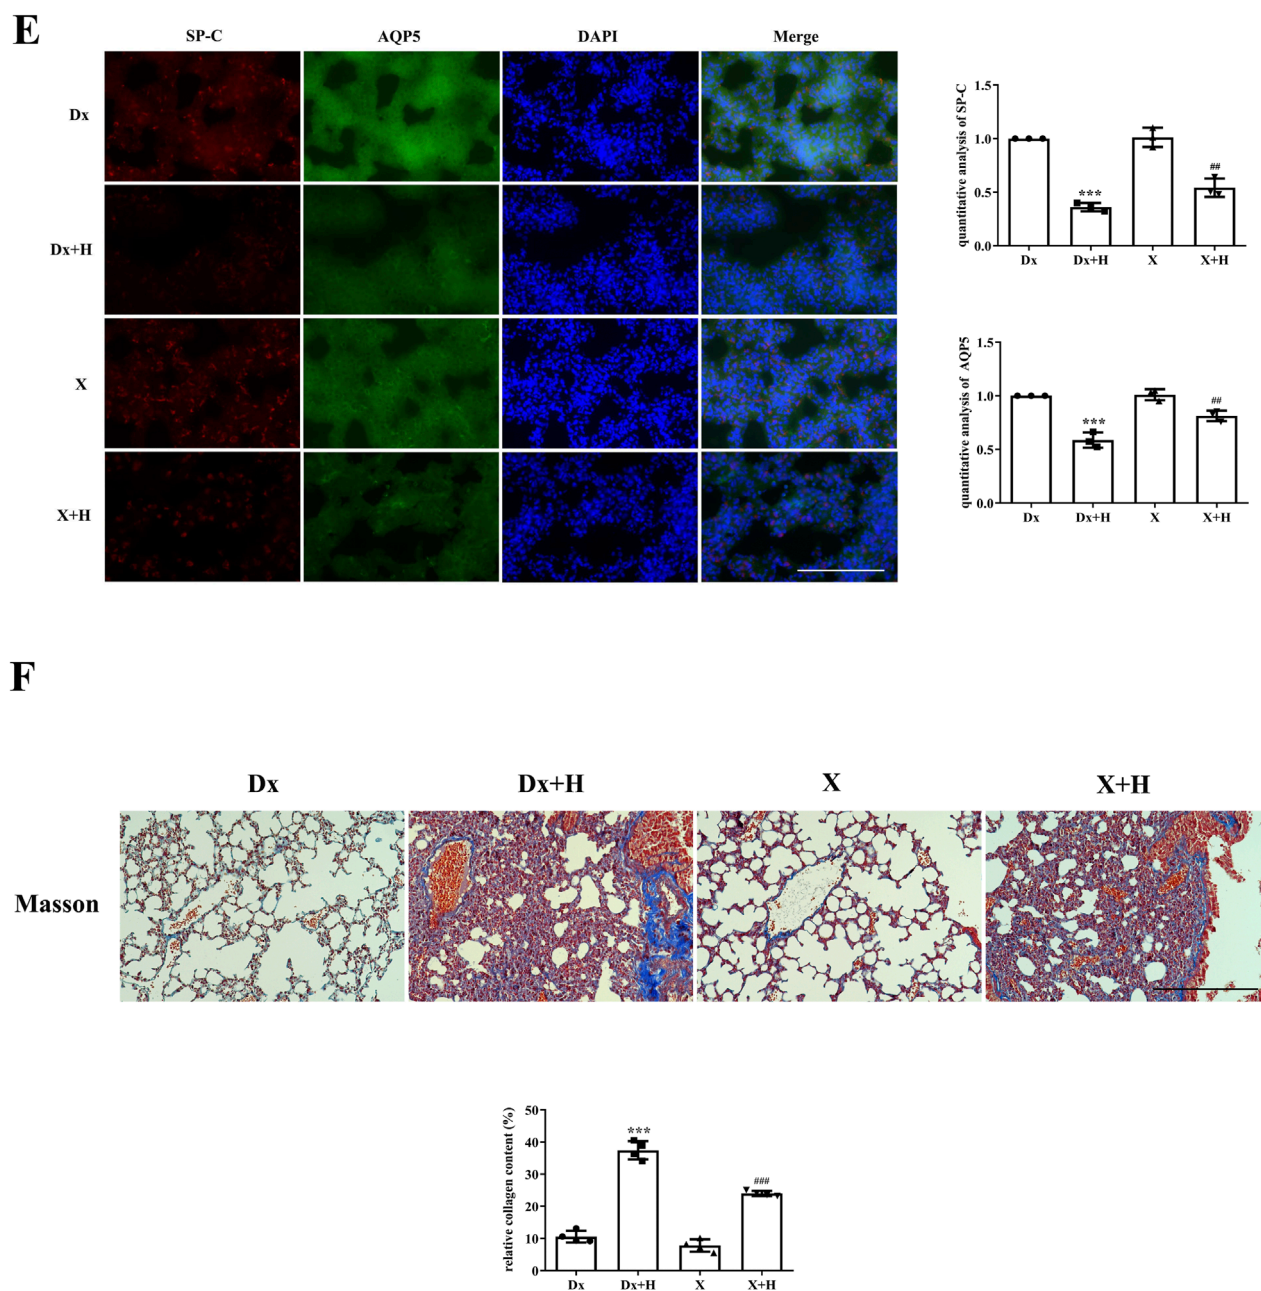 E
SP-C AQP5 DAPI Merge
Dx
Dx+H
X
X+H
quantitative analysis of SP-C
1.5
1.0
0.5
0.0
***
##
Dx Dx+H X X+H
quantitative analysis of AQP5
1.5
1.0
0.5
0.0
***
##
Dx Dx+H X X+H
F
Dx Dx+H X X+H
Masson
relative collagen content (%)
50
40
30
20
10
0
***
###
Dx Dx+H X X+H